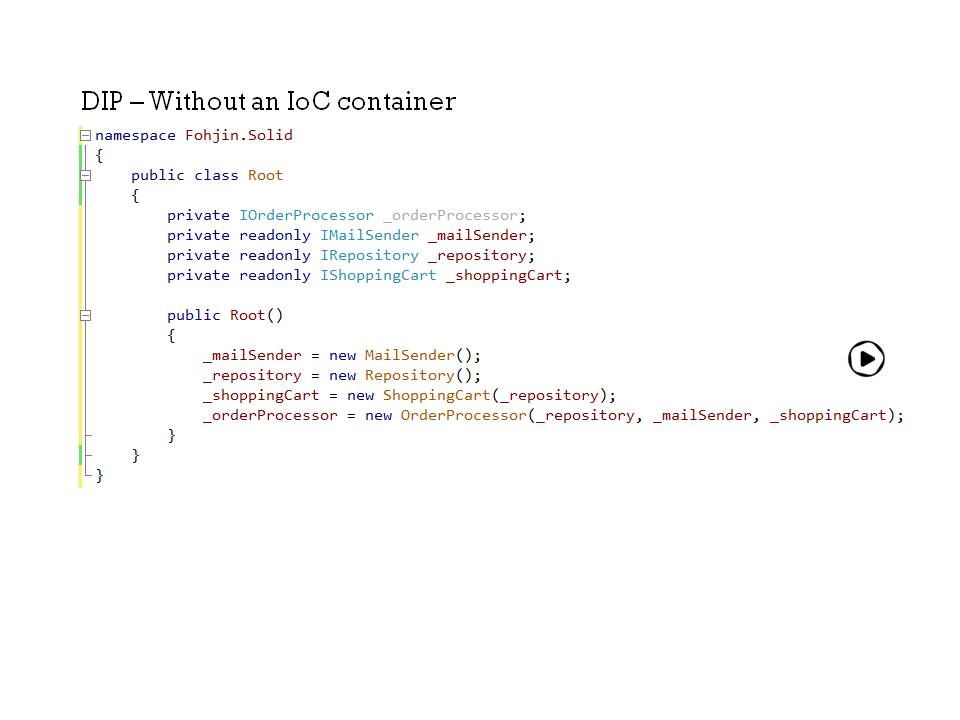 DIP – Without an IoC container
namespace Fohjin.Solid
{
    public class Root
    {
        private IOrderProcessor _orderProcessor;
        private readonly IMailSender _mailSender;
        private readonly IRepository _repository;
        private readonly IShoppingCart _shoppingCart;
        public Root()
        {
            _mailSender = new MailSender();
            _repository = new Repository();
            _shoppingCart = new ShoppingCart(_repository);
            _orderProcessor = new OrderProcessor(_repository, _mailSender, _shoppingCart);
        }
    }
}